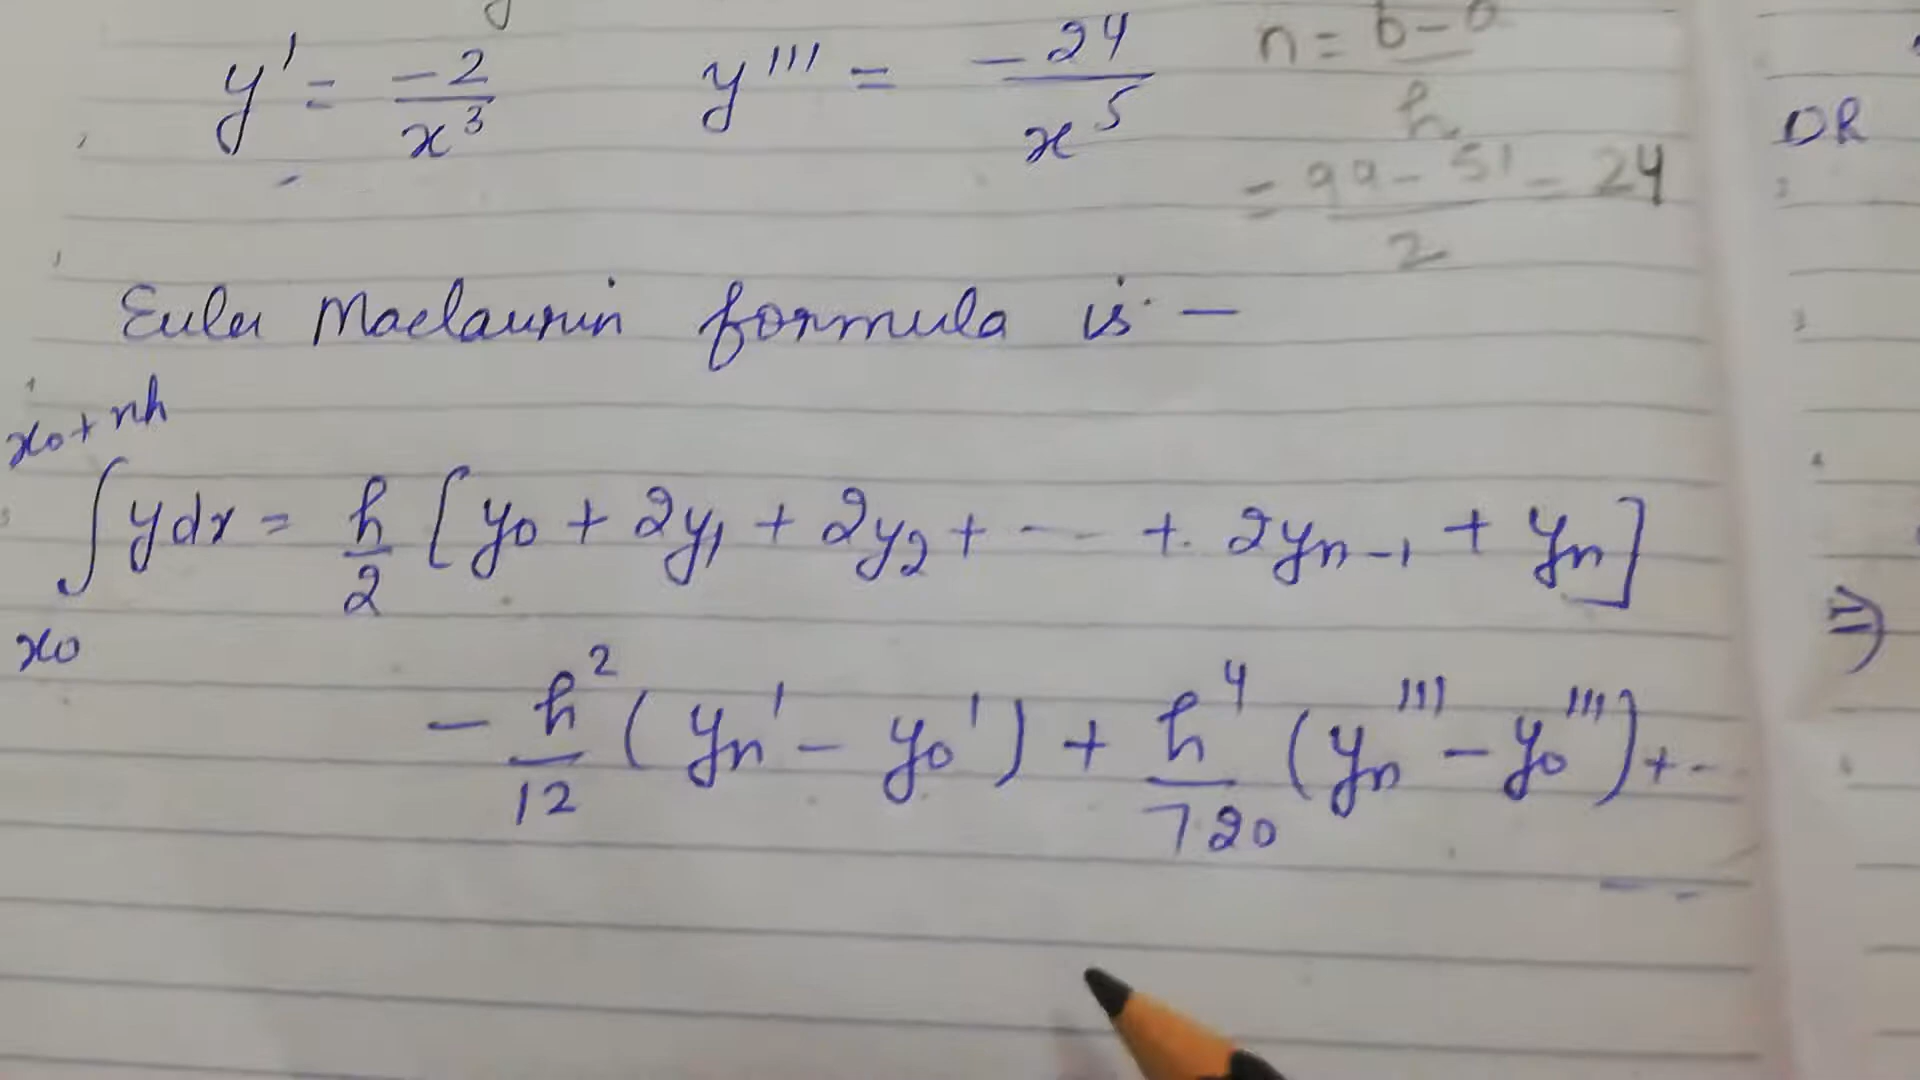 y' = -2/x³   y''' = -24/x⁵
n = b-a/h
= 99-51/2 = 24
OR
Euler Maclaurin formula is -
∫_{x0}^{x0+nh} y dx = h/2 [y0 + 2y1 + 2y2 + --- + 2yn-1 + yn]
⇒
- h²/12 (yn' - y0') + h⁴/720 (yn''' - y0''') + --